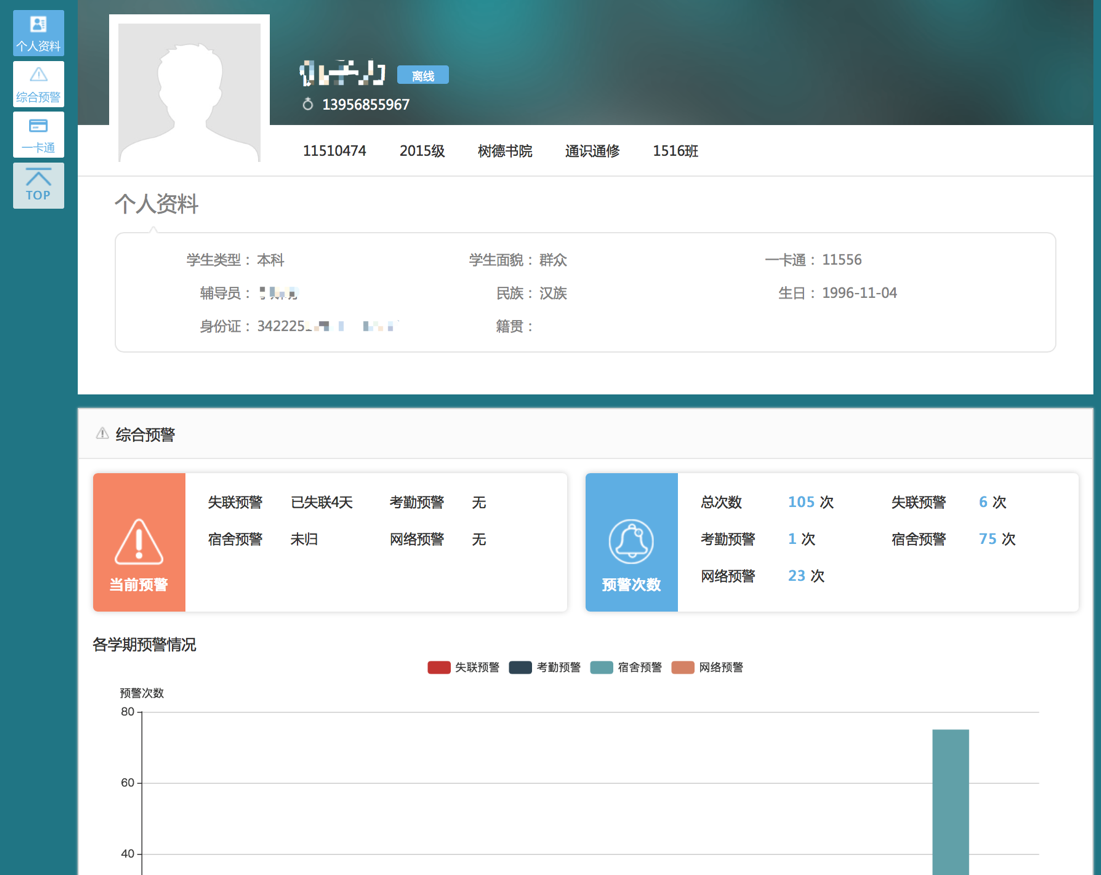 个人资料
综合预警
一卡通
TOP
离线
13956855967
11510474 2015级 树德书院 通识通修 1516班
个人资料
学生类型： 本科 学生面貌： 群众 一卡通： 11556
辅导员： 民族： 汉族 生日： 1996-11-04
身份证： 342225 籍贯：
综合预警
当前预警
失联预警 已失联4天 考勤预警 无
宿舍预警 未归 网络预警 无
预警次数
总次数 105 次 失联预警 6 次
考勤预警 1 次 宿舍预警 75 次
网络预警 23 次
各学期预警情况
失联预警 考勤预警 宿舍预警 网络预警
预警次数
80
60
40